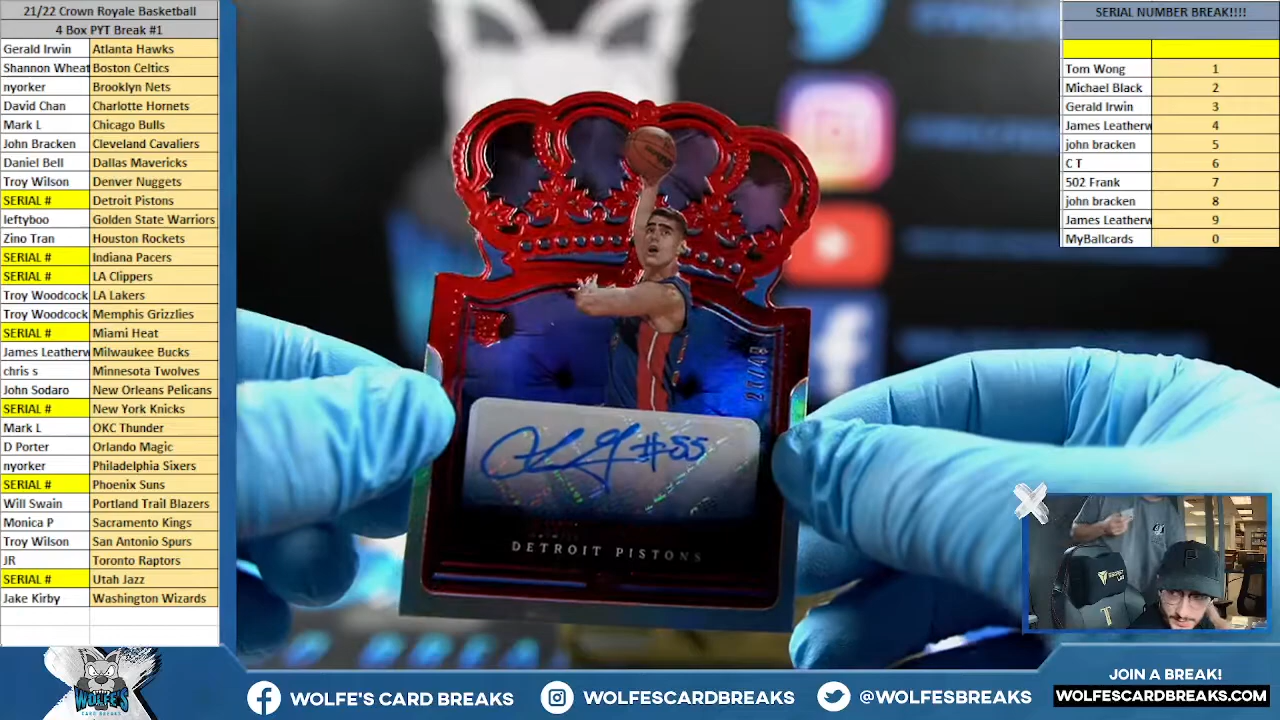 21/22 Crown Royale Basketball
4 Box PYT Break #1
Gerald Irwin Atlanta Hawks
Shannon Wheat Boston Celtics
nyorker Brooklyn Nets
David Chan Charlotte Hornets
Mark L Chicago Bulls
John Bracken Cleveland Cavaliers
Daniel Bell Dallas Mavericks
Troy Wilson Denver Nuggets
SERIAL # Detroit Pistons
leftyboo Golden State Warriors
Zino Tran Houston Rockets
SERIAL # Indiana Pacers
SERIAL # LA Clippers
Troy Woodcock LA Lakers
Troy Woodcock Memphis Grizzlies
SERIAL # Miami Heat
James Leatherw Milwaukee Bucks
chris s Minnesota Twolves
John Sodaro New Orleans Pelicans
SERIAL # New York Knicks
Mark L OKC Thunder
D Porter Orlando Magic
nyorker Philadelphia Sixers
SERIAL # Phoenix Suns
Will Swain Portland Trail Blazers
Monica P Sacramento Kings
Troy Wilson San Antonio Spurs
JR Toronto Raptors
SERIAL # Utah Jazz
Jake Kirby Washington Wizards
SERIAL NUMBER BREAK!!!!
Tom Wong 1
Michael Black 2
Gerald Irwin 3
James Leatherw 4
john bracken 5
C T 6
502 Frank 7
john bracken 8
James Leatherw 9
MyBallcards 0
#55
DETROIT PISTONS
WOLFE'S
CARD BREAKS
WOLFE'S CARD BREAKS
WOLFESCARDBREAKS
@WOLFESBREAKS
JOIN A BREAK!
WOLFESCARDBREAKS.COM